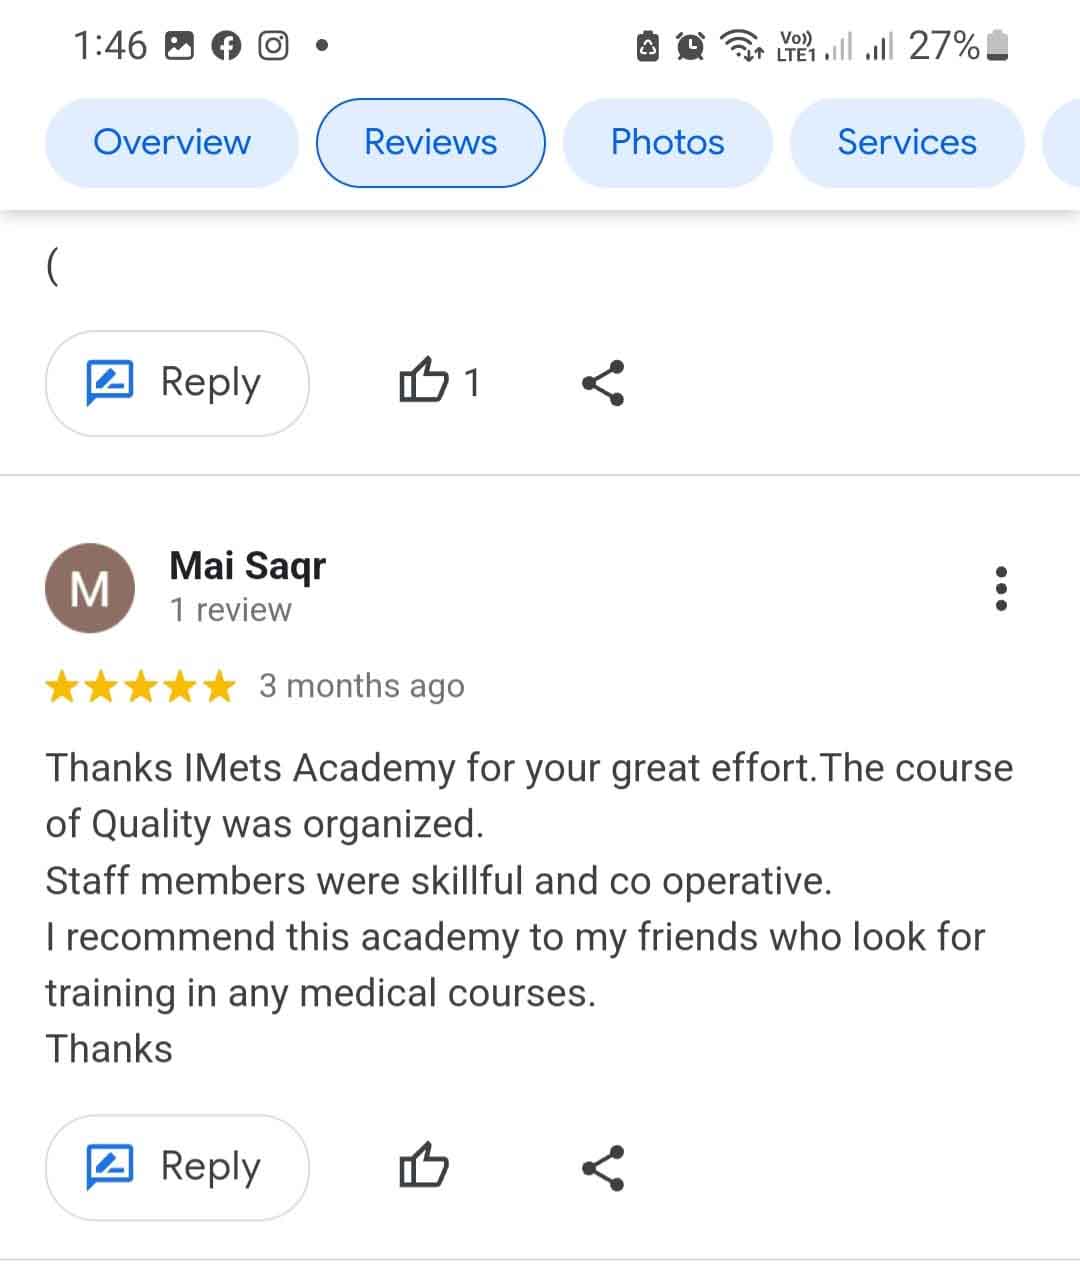 1:46
Vo)) LTE1 27%
Overview Reviews Photos Services
(
Reply 1
M
Mai Saqr
1 review
3 months ago
Thanks IMets Academy for your great effort.The course
of Quality was organized.
Staff members were skillful and co operative.
I recommend this academy to my friends who look for
training in any medical courses.
Thanks
Reply